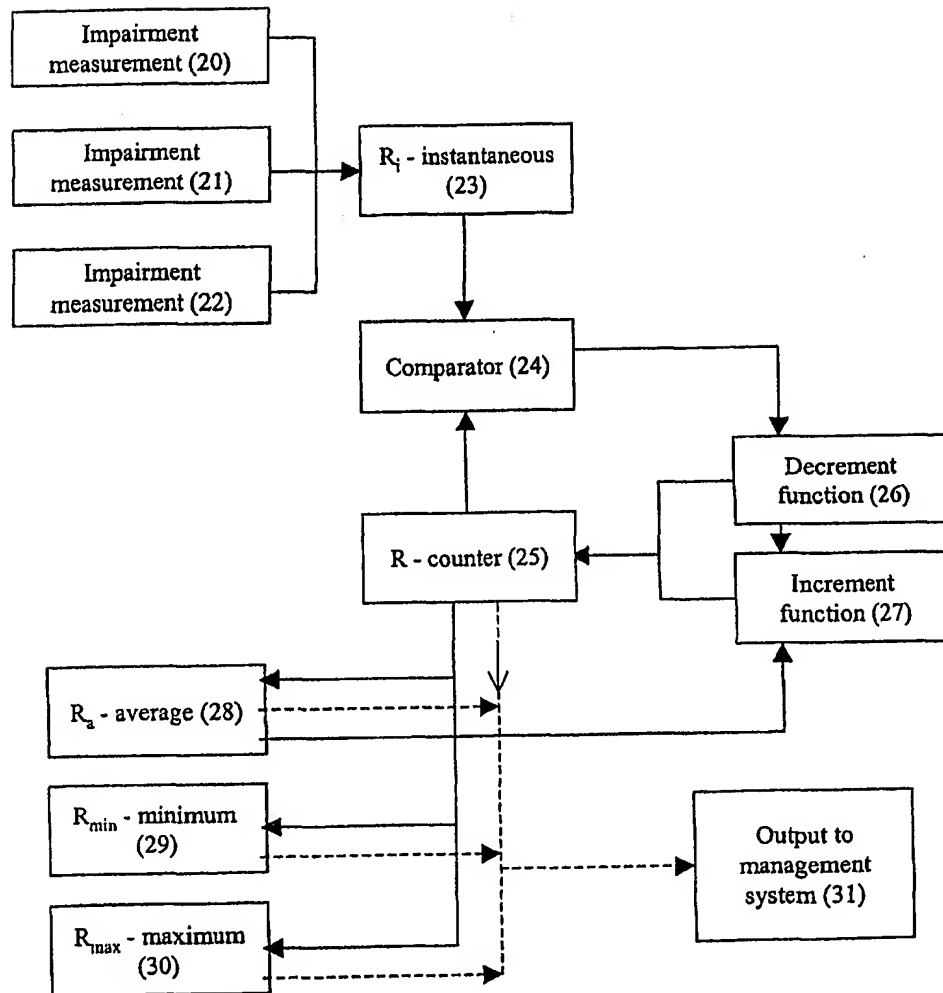 Impairment
measurement (20)
Impairment
measurement (21)
Impairment
measurement (22)
Ri - instantaneous
(23)
Comparator (24)
Decrement
function (26)
R - counter (25)
Increment
function (27)
Ra - average (28)
Rmin - minimum
(29)
Output to
management
system (31)
Rmax - maximum
(30)